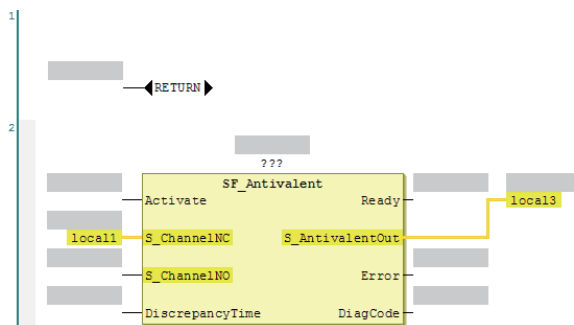 1
RETURN
2
???
SF_Antivalent
Activate Ready local3
local1 S_ChannelNC S_AntivalentOut
S_ChannelNO Error
DiscrepancyTime DiagCode